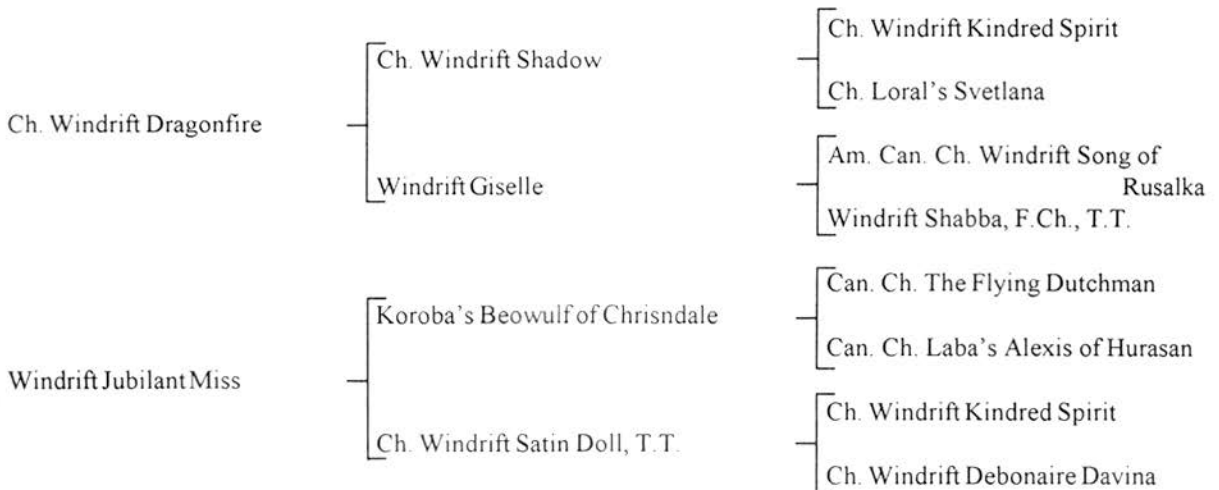 Ch. Windrift Kindred Spirit
Ch. Windrift Shadow
Ch. Loral's Svetlana
Ch. Windrift Dragonfire
Am. Can. Ch. Windrift Song of
Rusalka
Windrift Giselle
Windrift Shabba, F.Ch., T.T.
Can. Ch. The Flying Dutchman
Koroba's Beowulf of Chrisndale
Can. Ch. Laba's Alexis of Hurasan
Windrift Jubilant Miss
Ch. Windrift Kindred Spirit
Ch. Windrift Satin Doll, T.T.
Ch. Windrift Debonaire Davina